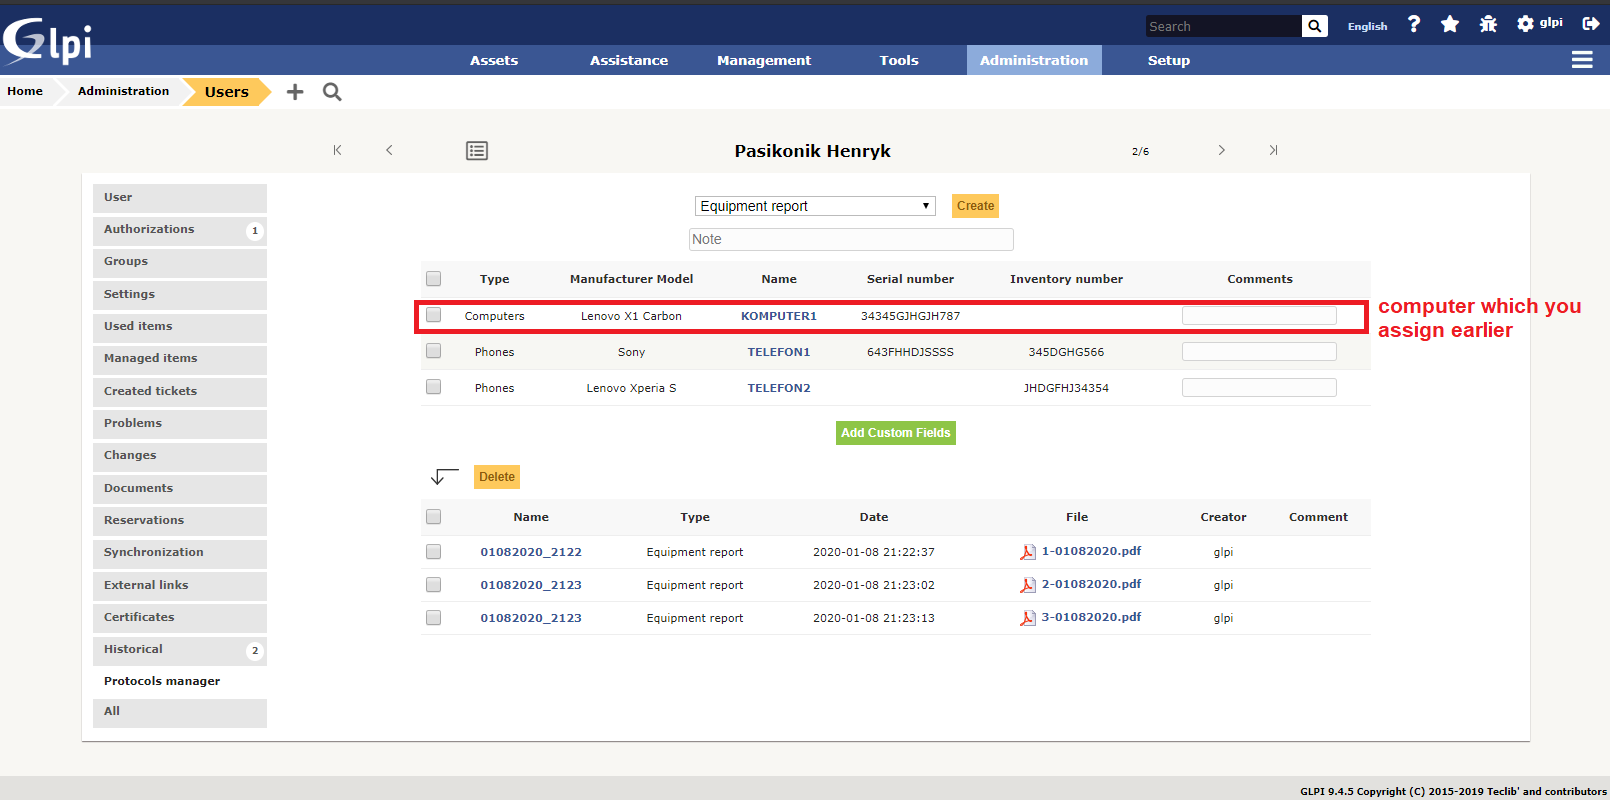 Glpi
Search
English
glpi
Assets Assistance Management Tools Administration Setup
Home Administration Users
Pasikonik Henryk
2/6
User
Authorizations 1
Groups
Settings
Used items
Managed items
Created tickets
Problems
Changes
Documents
Reservations
Synchronization
External links
Certificates
Historical 2
Protocols manager
All
Equipment report Create
Note
Type Manufacturer Model Name Serial number Inventory number Comments
Computers Lenovo X1 Carbon KOMPUTER1 34345GJHGJH787
Phones Sony TELEFON1 643FHHDJSSSS 345DGHG566
Phones Lenovo Xperia S TELEFON2 JHDGFHJ34354
computer which you
assign earlier
Add Custom Fields
Delete
Name Type Date File Creator Comment
01082020_2122 Equipment report 2020-01-08 21:22:37 1-01082020.pdf glpi
01082020_2123 Equipment report 2020-01-08 21:23:02 2-01082020.pdf glpi
01082020_2123 Equipment report 2020-01-08 21:23:13 3-01082020.pdf glpi
GLPI 9.4.5 Copyright (C) 2015-2019 Teclib' and contributors